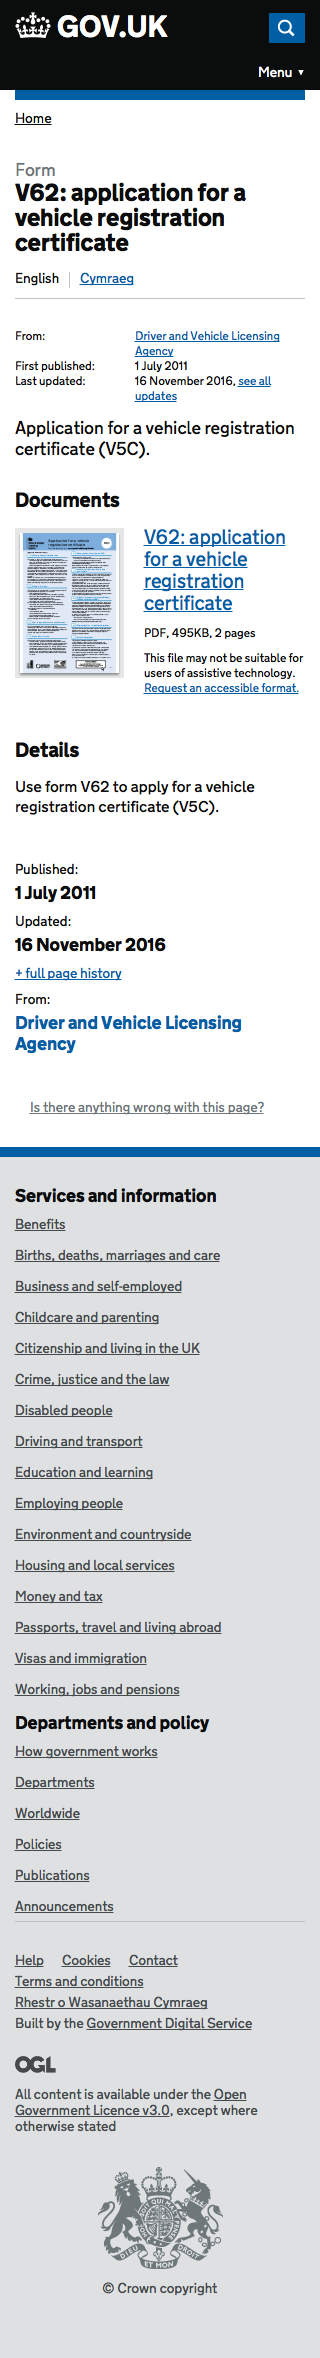 GOV.UK
Menu ▼
Home
Form
V62: application for a
vehicle registration
certificate
English Cymraeg
From: Driver and Vehicle Licensing
Agency
First published: 1 July 2011
Last updated: 16 November 2016, see all
updates
Application for a vehicle registration
certificate (V5C).
Documents
V62: application
for a vehicle
registration
certificate
PDF, 495KB, 2 pages
This file may not be suitable for
users of assistive technology.
Request an accessible format.
Details
Use form V62 to apply for a vehicle
registration certificate (V5C).
Published:
1 July 2011
Updated:
16 November 2016
+ full page history
From:
Driver and Vehicle Licensing
Agency
Is there anything wrong with this page?
Services and information
Benefits
Births, deaths, marriages and care
Business and self-employed
Childcare and parenting
Citizenship and living in the UK
Crime, justice and the law
Disabled people
Driving and transport
Education and learning
Employing people
Environment and countryside
Housing and local services
Money and tax
Passports, travel and living abroad
Visas and immigration
Working, jobs and pensions
Departments and policy
How government works
Departments
Worldwide
Policies
Publications
Announcements
Help Cookies Contact
Terms and conditions
Rhestr o Wasanaethau Cymraeg
Built by the Government Digital Service
OGL
All content is available under the Open
Government Licence v3.0, except where
otherwise stated
DIEU ET MON DROIT
© Crown copyright